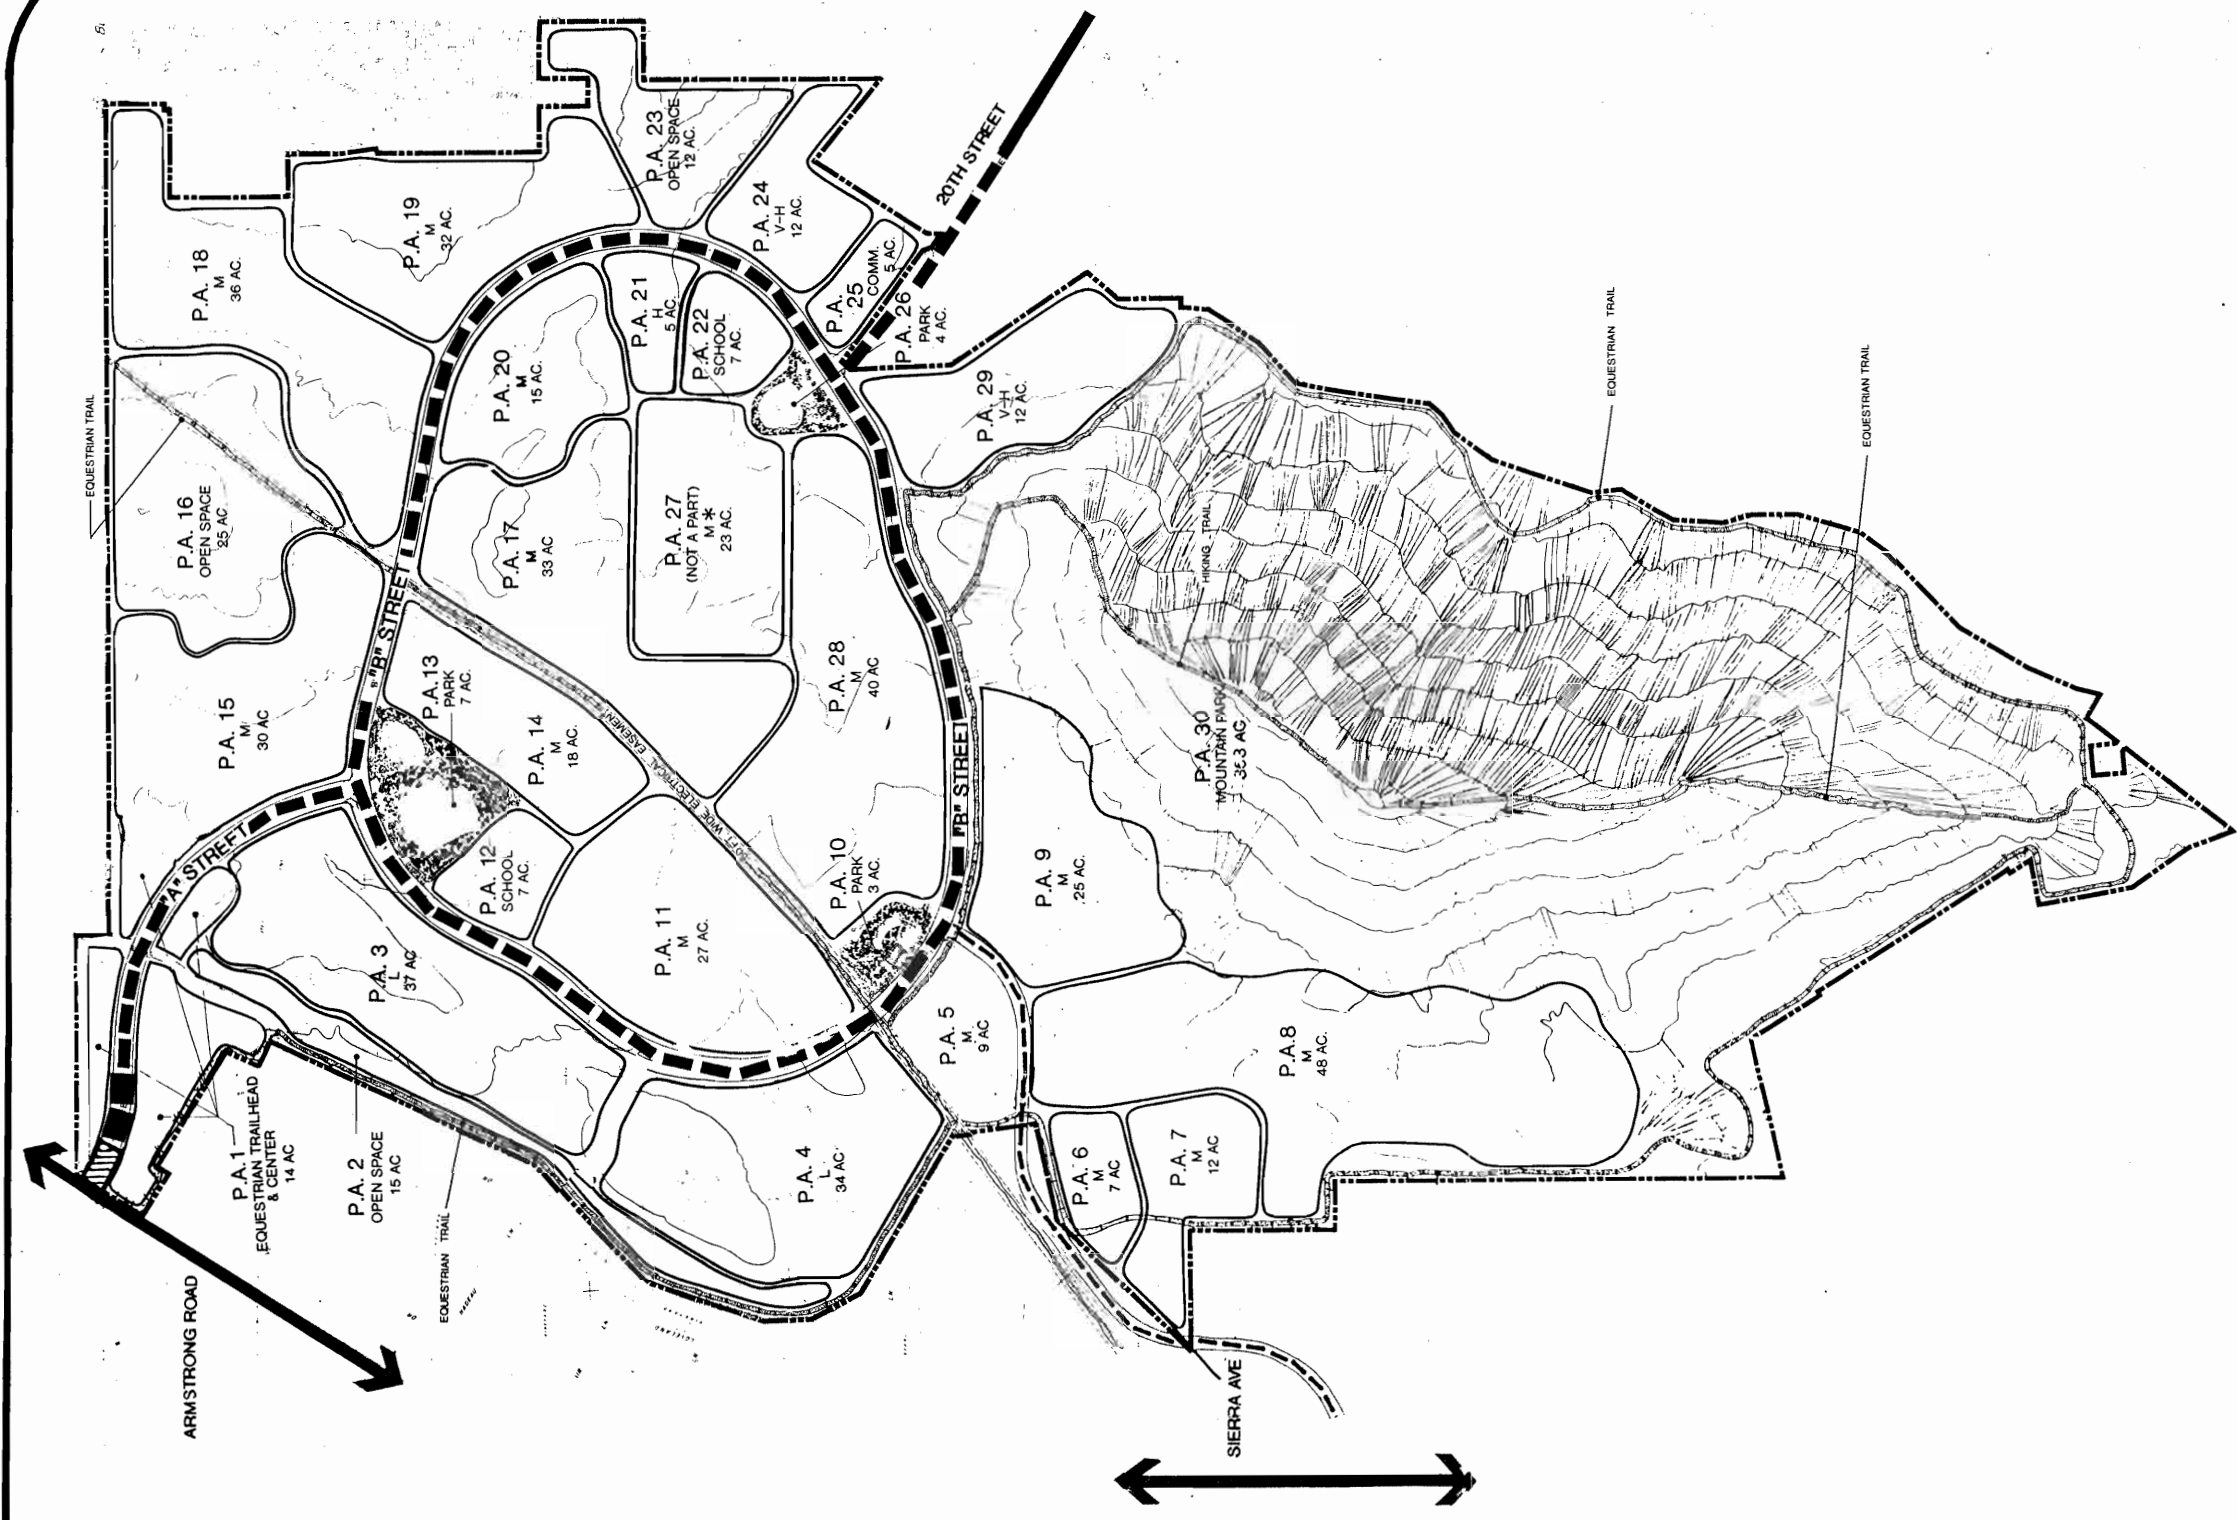 EQUESTRIAN TRAIL
P.A. 16
OPEN SPACE
25 AC.
P.A. 18
M
36 AC.
P.A. 19
M
32 AC.
P.A. 23
OPEN SPACE
12 AC.
P.A. 24
V-H
12 AC.
20TH STREET
P.A.
25
COMM.
5 AC.
P.A. 26
PARK
4 AC.
P.A. 21
H
5 AC.
P.A. 22
SCHOOL
7 AC.
P.A. 20
M
15 AC.
P.A. 17
M
33 AC
P.A. 27
(NOT A PART)
M *
23 AC.
P.A. 29
V-H
12 AC.
P.A. 15
M
30 AC
"B" STREET
P.A.13
PARK
7 AC.
P.A. 14
M
18 AC.
WIDE ELECTRICAL EASEMENT
P.A. 28
M
40 AC
"A" STREET
P.A. 12
SCHOOL
7 AC.
P.A. 11
M
27 AC.
P.A. 10
PARK
3 AC.
"B" STREET
P.A. 9
M
25 AC.
P.A. 30
MOUNTAIN PARK
HIKING TRAIL
EQUESTRIAN TRAIL
EQUESTRIAN TRAIL
P.A. 3
L
37 AC
P.A. 1
EQUESTRIAN TRAILHEAD
& CENTER
14 AC
P.A. 2
OPEN SPACE
15 AC
EQUESTRIAN TRAIL
P.A. 4
L
34 AC
P.A. 5
M
9 AC
P.A. 6
M
7 AC
P.A. 7
M
12 AC
P.A.8
M
48 AC.
ARMSTRONG ROAD
SIERRA AVE